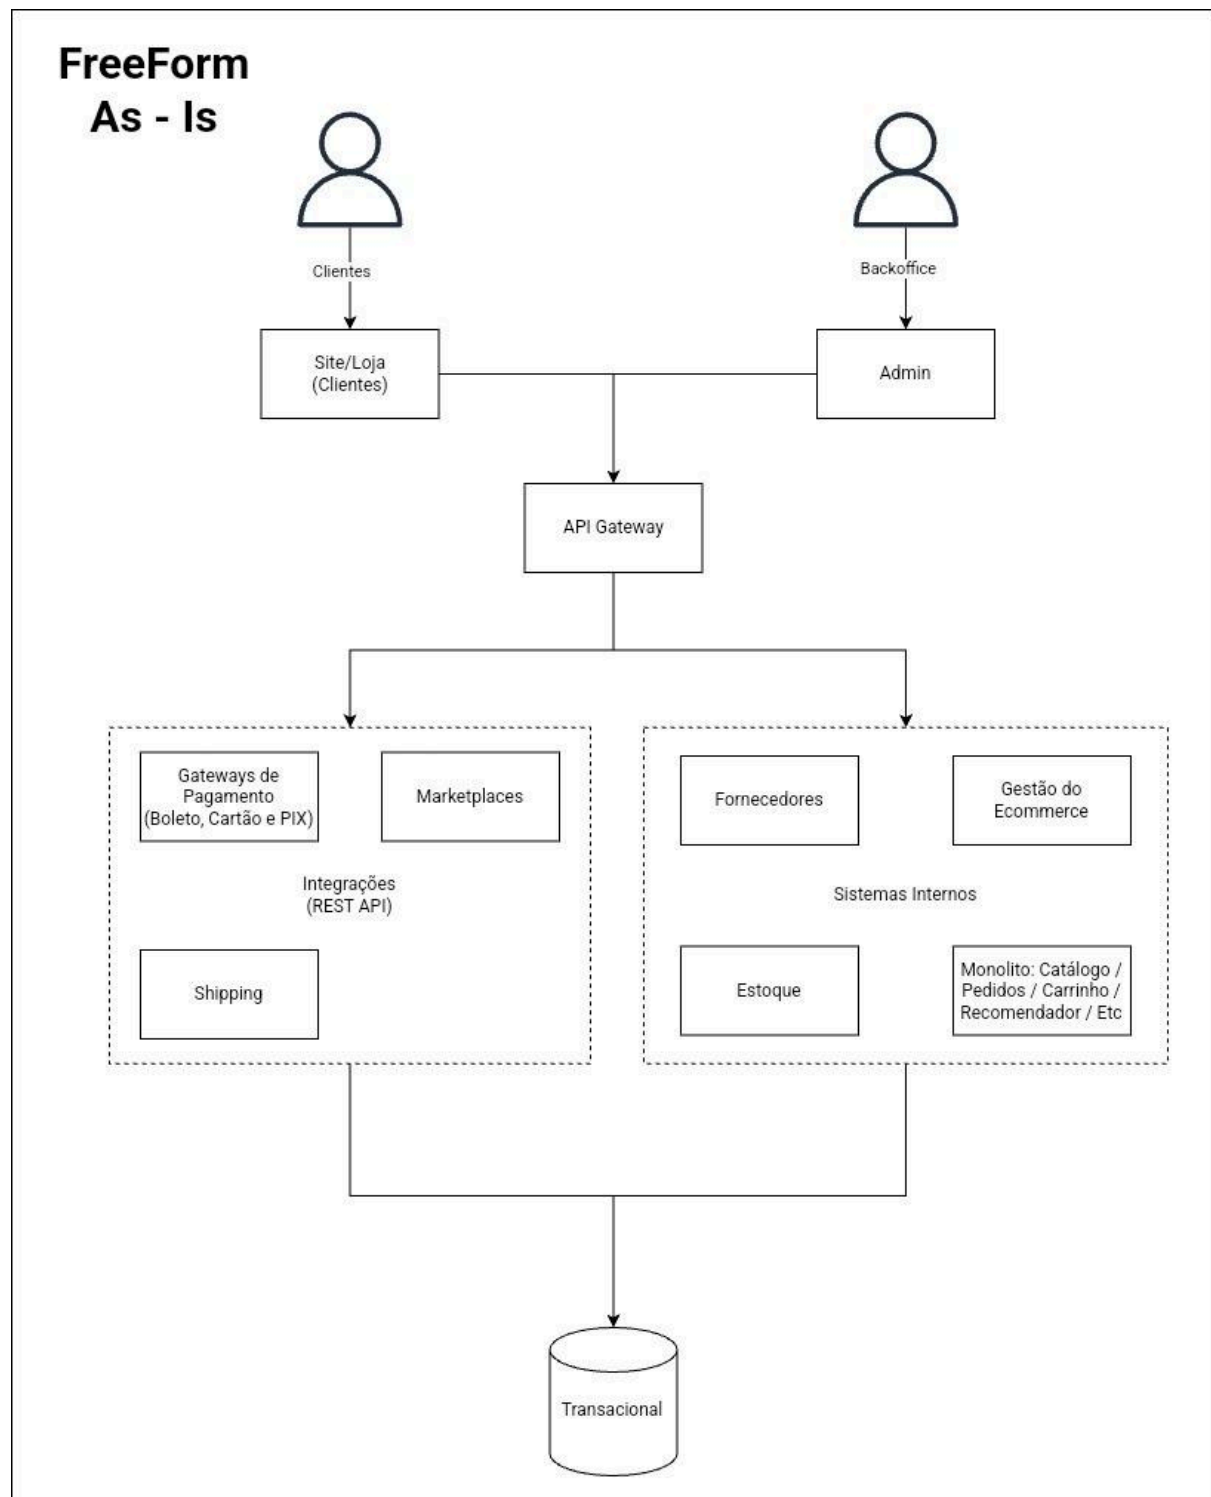 FreeForm
As - Is
Clientes
Backoffice
Site/Loja
(Clientes)
Admin
API Gateway
Gateways de
Pagamento
(Boleto, Cartão e PIX)
Marketplaces
Integrações
(REST API)
Shipping
Fornecedores
Gestão do
Ecommerce
Sistemas Internos
Estoque
Monolito: Catálogo /
Pedidos / Carrinho /
Recomendador / Etc
Transacional